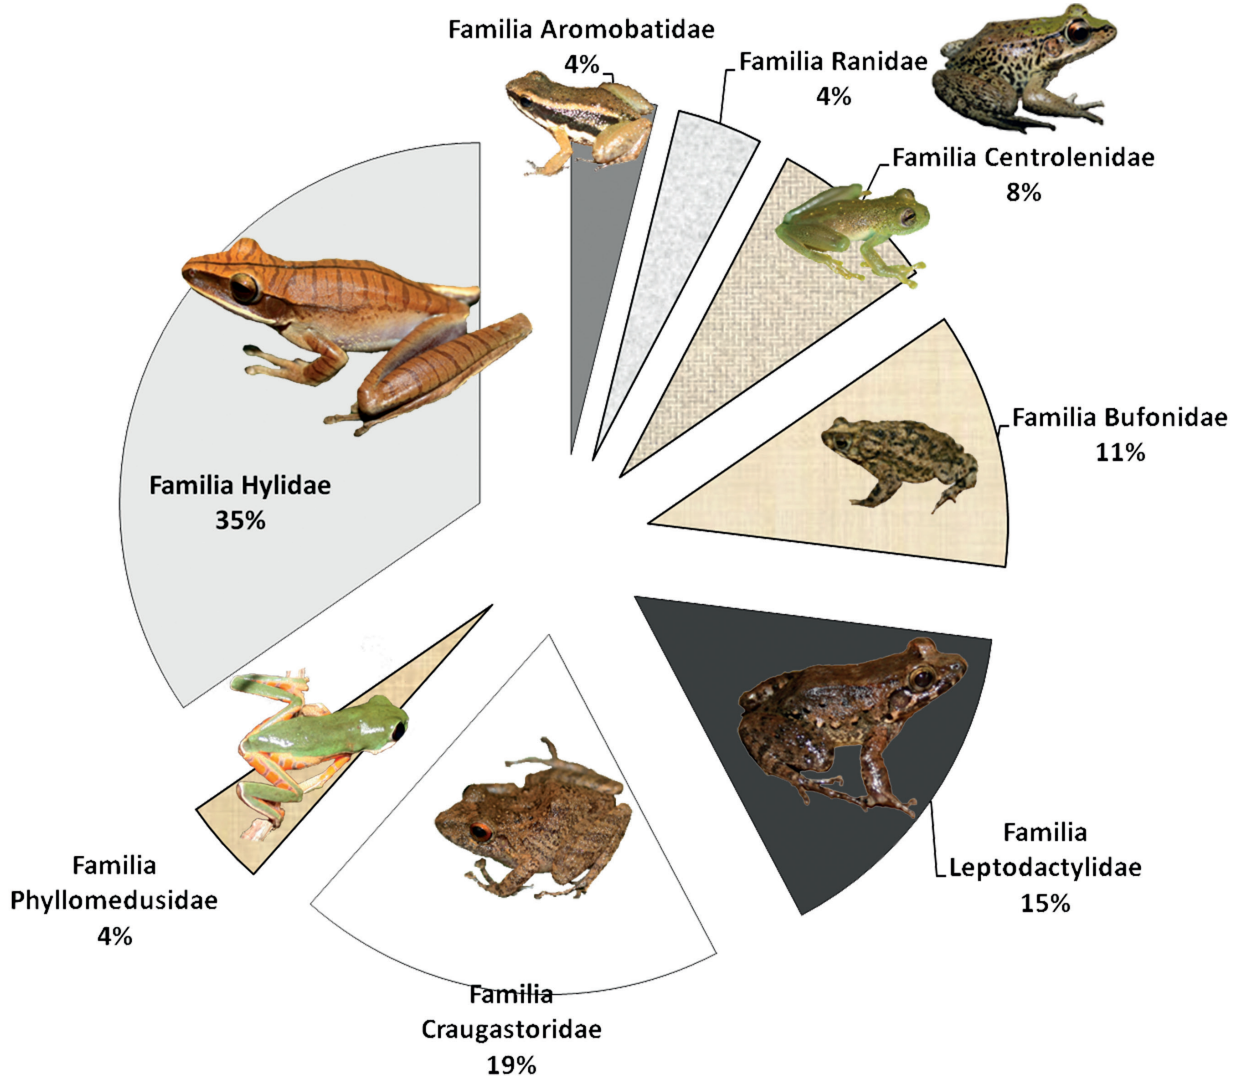 Familia Aromobatidae
4%
Familia Ranidae
4%
Familia Centrolenidae
8%
Familia Bufonidae
11%
Familia
Leptodactylidae
15%
Familia
Craugastoridae
19%
Familia
Phyllomedusidae
4%
Familia Hylidae
35%